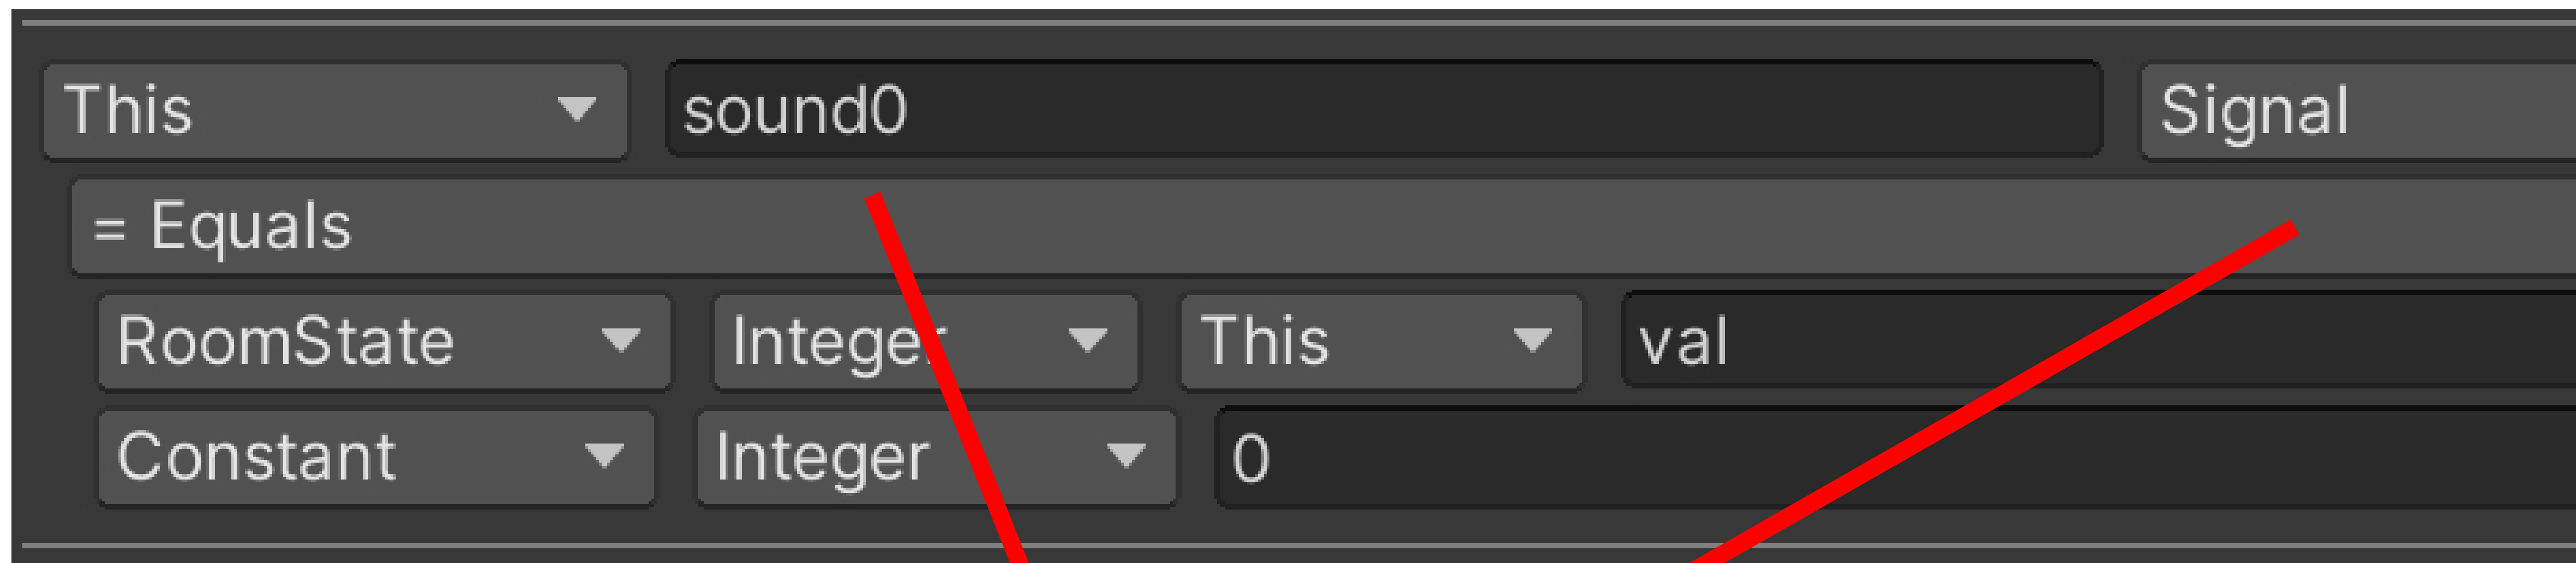 This sound0 Signal
= Equals
RoomState Integer This val
Constant Integer 0